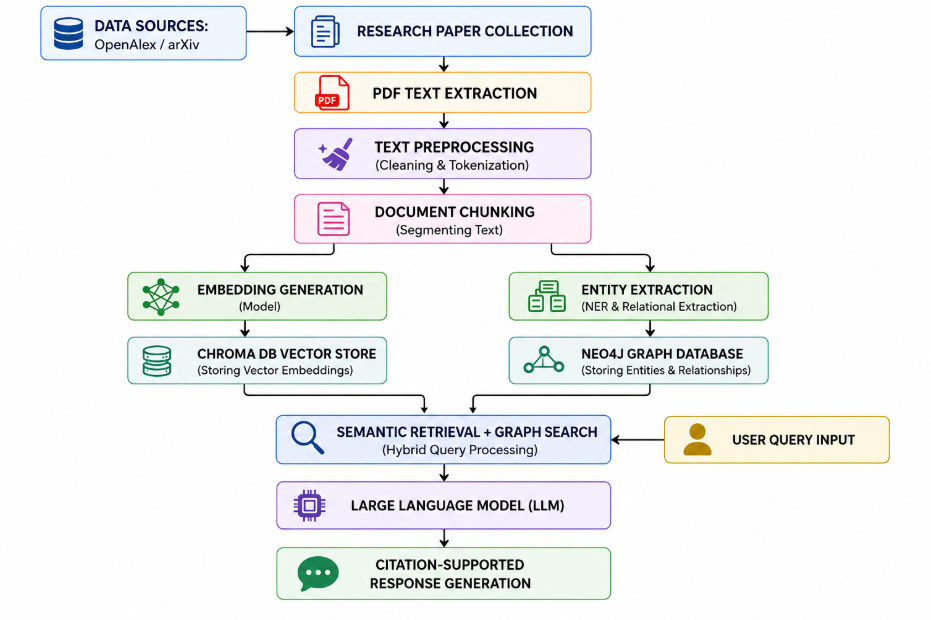 DATA SOURCES:
OpenAlex / arXiv
RESEARCH PAPER COLLECTION
PDF
PDF TEXT EXTRACTION
TEXT PREPROCESSING
(Cleaning & Tokenization)
DOCUMENT CHUNKING
(Segmenting Text)
EMBEDDING GENERATION
(Model)
ENTITY EXTRACTION
(NER & Relational Extraction)
CHROMA DB VECTOR STORE
(Storing Vector Embeddings)
NEO4J GRAPH DATABASE
(Storing Entities & Relationships)
SEMANTIC RETRIEVAL + GRAPH SEARCH
(Hybrid Query Processing)
USER QUERY INPUT
LARGE LANGUAGE MODEL (LLM)
CITATION-SUPPORTED
RESPONSE GENERATION